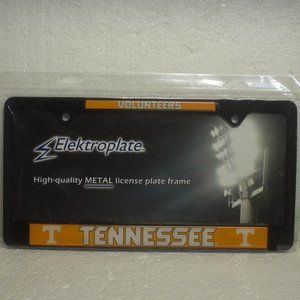 VOLUNTEERS
Elektroplate
High-quality METAL license plate frame
T TENNESSEE T